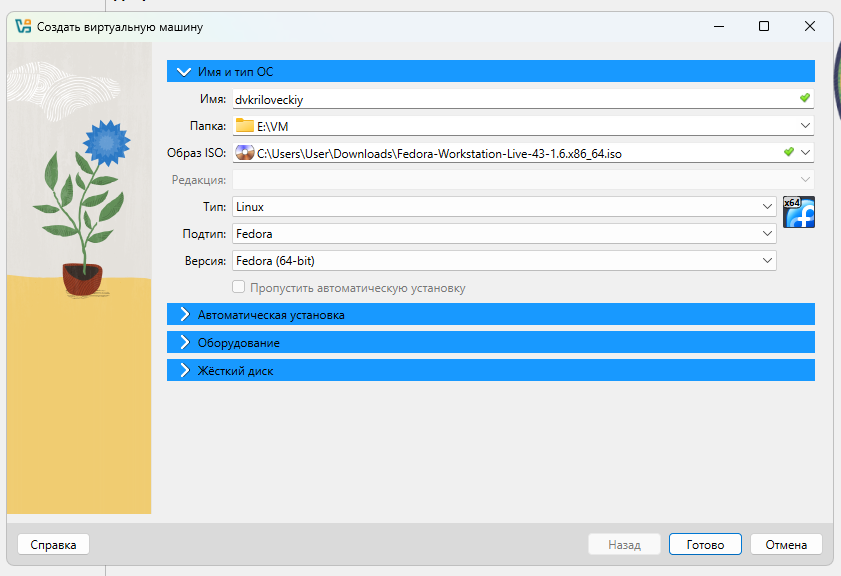 Создать виртуальную машину
Имя и тип ОС
Имя: dvkriloveckiy
Папка: E:\VM
Образ ISO: C:\Users\User\Downloads\Fedora-Workstation-Live-43-1.6.x86_64.iso
Редакция:
Тип: Linux
x64
Подтип: Fedora
Версия: Fedora (64-bit)
Пропустить автоматическую установку
Автоматическая установка
Оборудование
Жёсткий диск
Справка Назад Готово Отмена